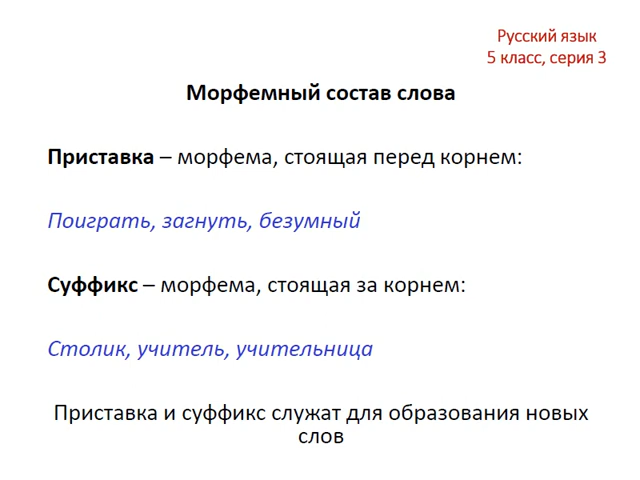 Русский язык
5 класс, серия 3
Морфемный состав слова
Приставка – морфема, стоящая перед корнем:
Поиграть, загнуть, безумный
Суффикс – морфема, стоящая за корнем:
Столик, учитель, учительница
Приставка и суффикс служат для образования новых
слов